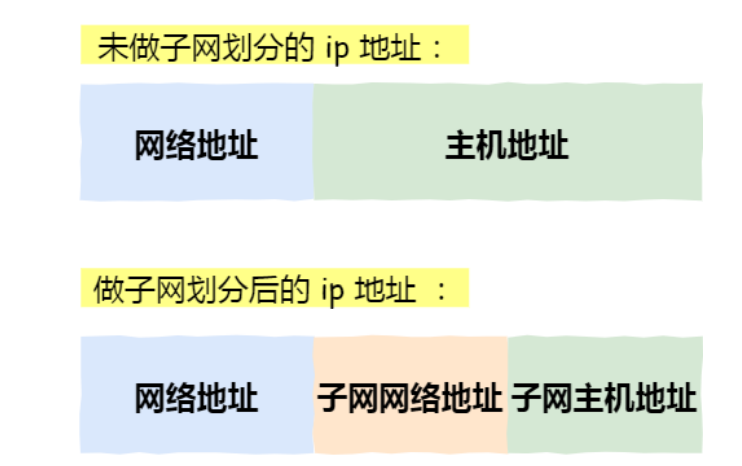 未做子网划分的 ip 地址：
网络地址 主机地址
做子网划分后的 ip 地址 ：
网络地址 子网网络地址 子网主机地址